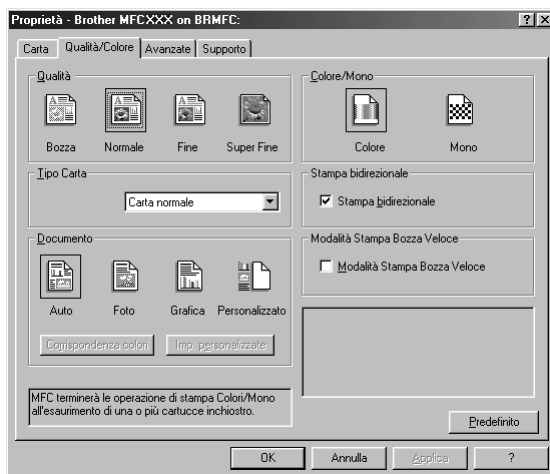 Proprietà - Brother MFCXXX on BRMFC:
Carta Qualità/Colore Avanzate Supporto
Qualità
Bozza Normale Fine Super Fine
Colore/Mono
Colore Mono
Tipo Carta
Carta normale
Stampa bidirezionale
Stampa bidirezionale
Documento
Auto Foto Grafica Personalizzato
Corrispondenza colori Imp. personalizzate
Modalità Stampa Bozza Veloce
Modalità Stampa Bozza Veloce
MFC terminerà le operazione di stampa Colori/Mono
all'esaurimento di una o più cartucce inchiostro.
Predefinito
OK Annulla Applica ?